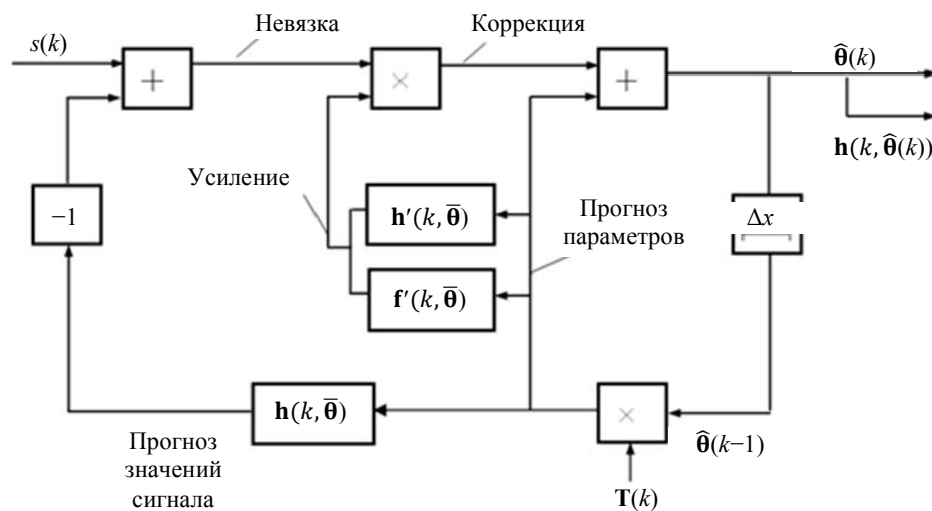 Невязка
Коррекция
s(k)
+
×
+
θ̂(k)
h(k, θ̂(k))
Усиление
−1
h′(k, θ̄)
Прогноз
параметров
Δx
f′(k, θ̄)
h(k, θ̄)
×
θ̂(k−1)
Прогноз
значений
сигнала
T(k)